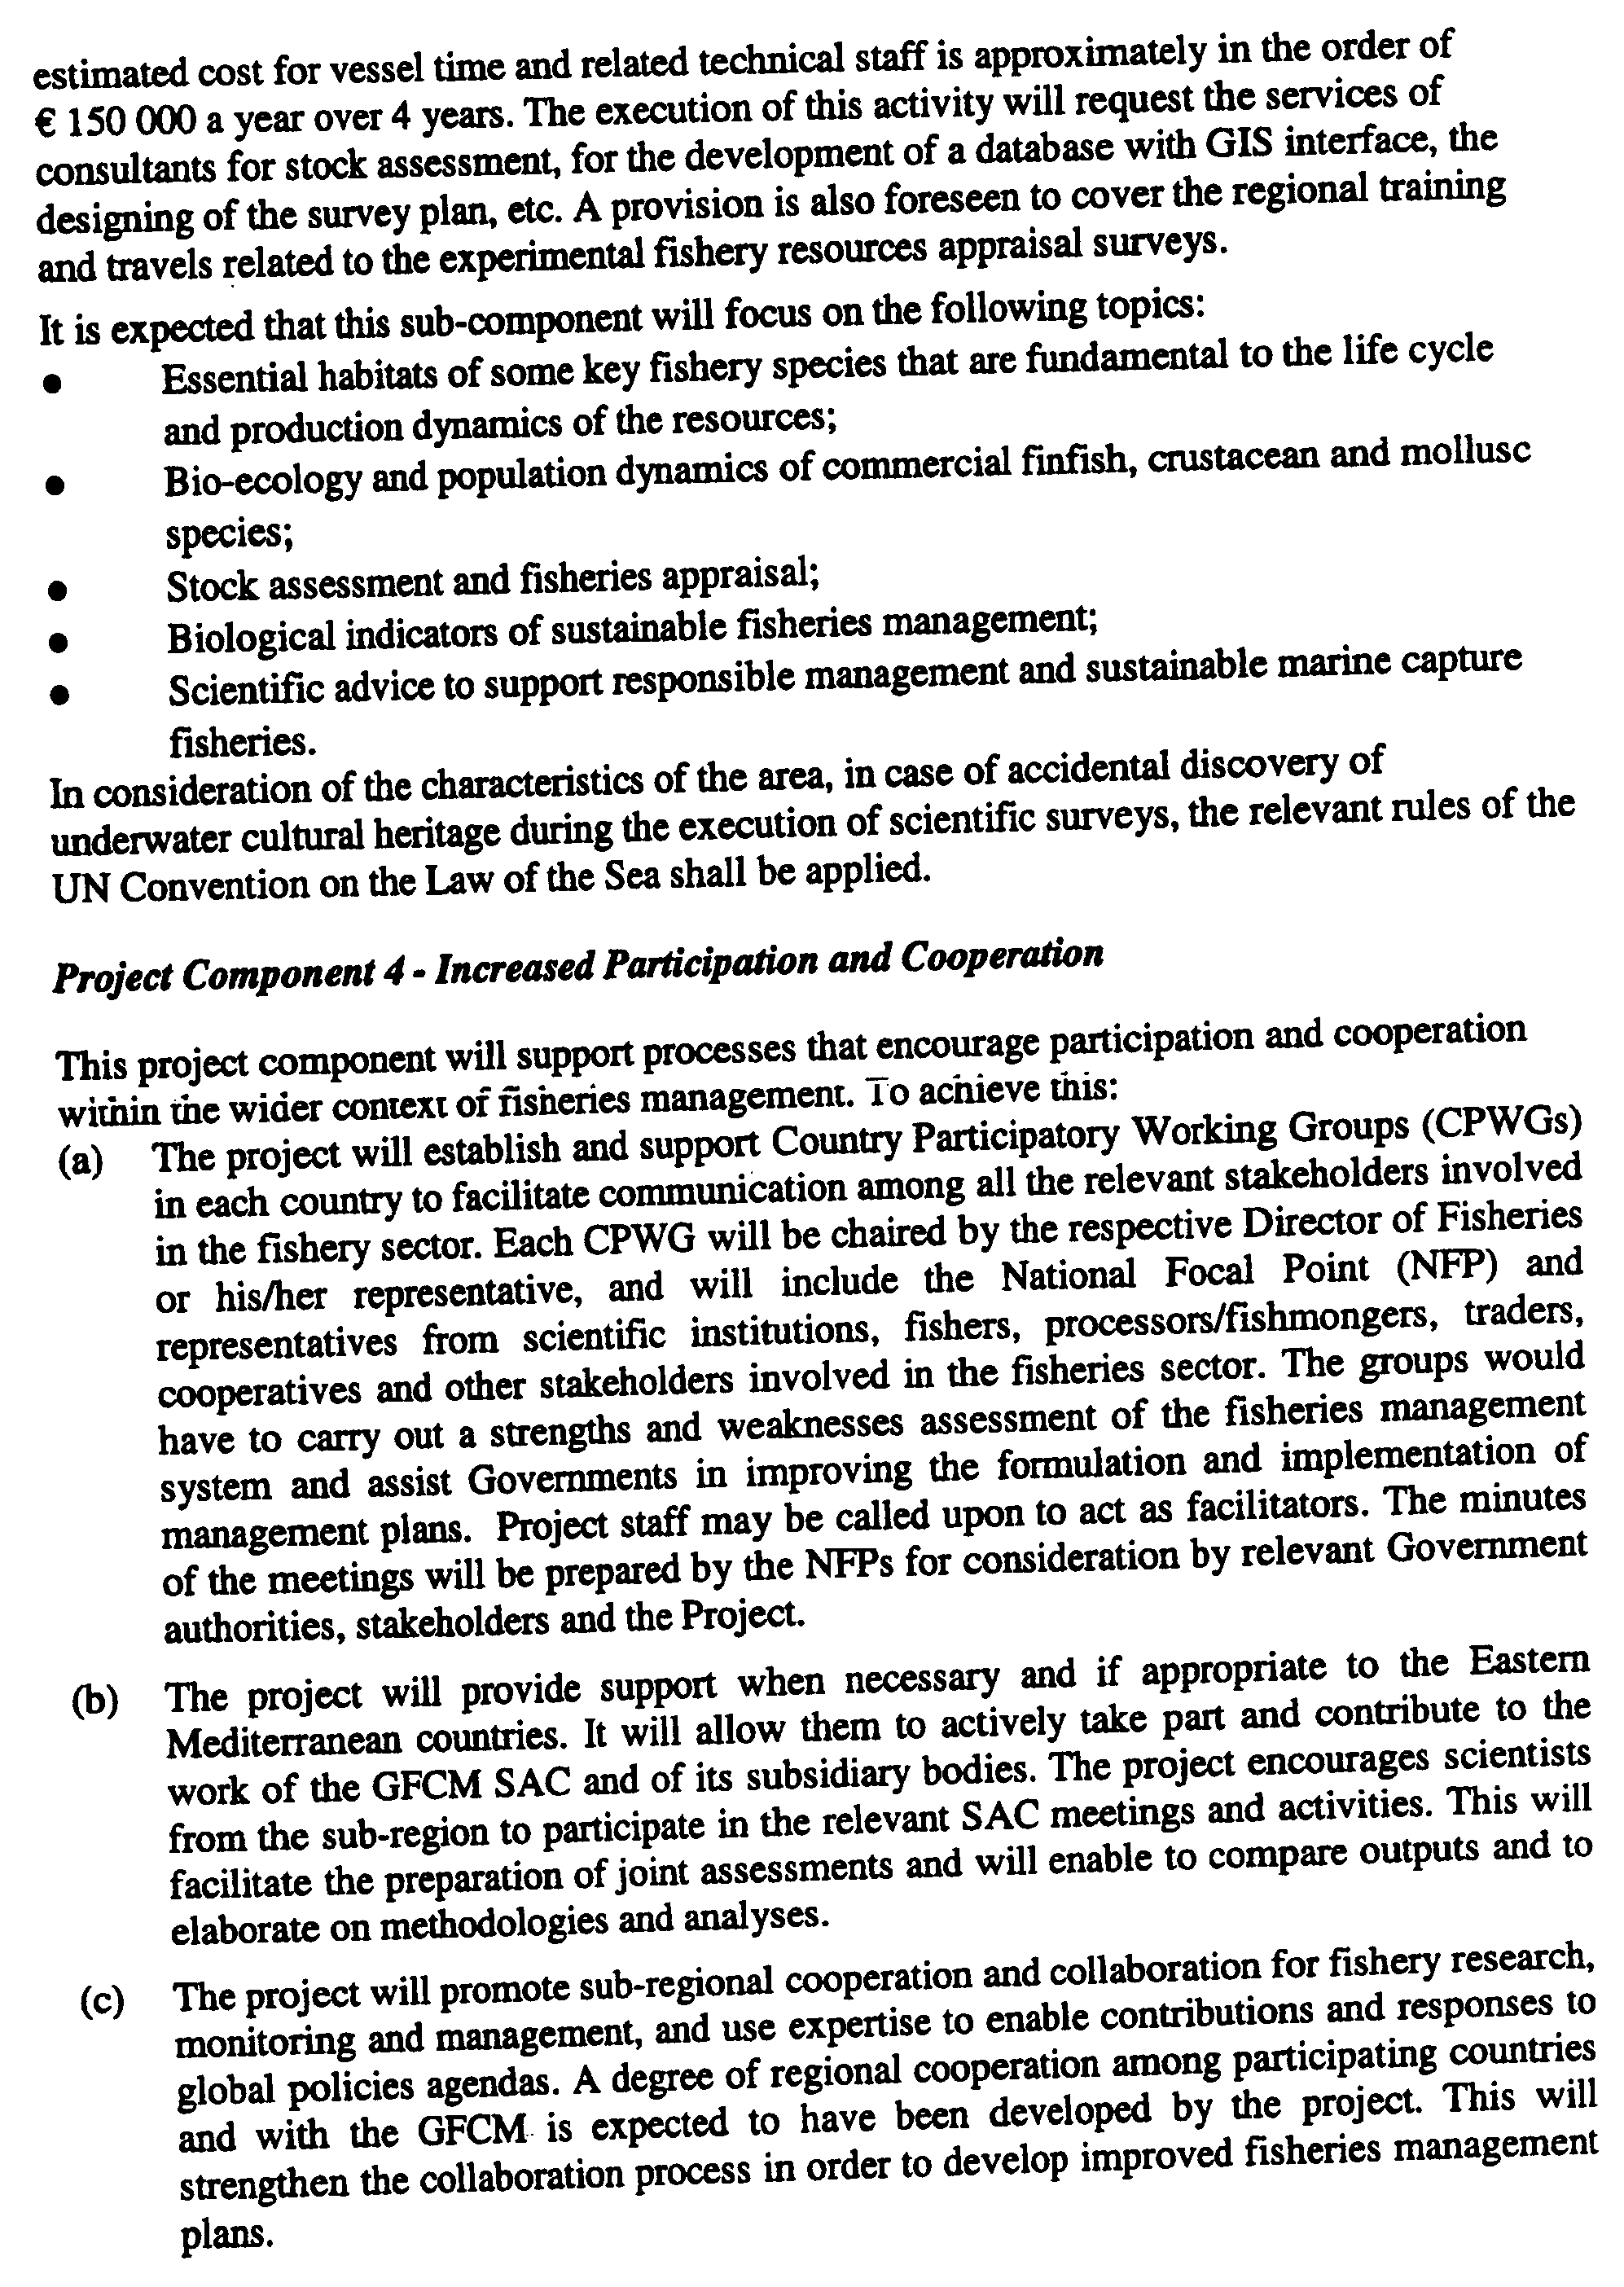 estimated cost for vessel time and related technical staff is approximately in the order of
€ 150 000 a year over 4 years. The execution of this activity will request the services of
consultants for stock assessment, for the development of a database with GIS interface, the
designing of the survey plan, etc. A provision is also foreseen to cover the regional training
and travels related to the experimental fishery resources appraisal surveys.
It is expected that this sub-component will focus on the following topics:
● Essential habitats of some key fishery species that are fundamental to the life cycle
and production dynamics of the resources;
● Bio-ecology and population dynamics of commercial finfish, crustacean and mollusc
species;
● Stock assessment and fisheries appraisal;
● Biological indicators of sustainable fisheries management;
● Scientific advice to support responsible management and sustainable marine capture
fisheries.
In consideration of the characteristics of the area, in case of accidental discovery of
underwater cultural heritage during the execution of scientific surveys, the relevant rules of the
UN Convention on the Law of the Sea shall be applied.
Project Component 4 - Increased Participation and Cooperation
This project component will support processes that encourage participation and cooperation
within the wider context of fisheries management. To achieve this:
(a) The project will establish and support Country Participatory Working Groups (CPWGs)
in each country to facilitate communication among all the relevant stakeholders involved
in the fishery sector. Each CPWG will be chaired by the respective Director of Fisheries
or his/her representative, and will include the National Focal Point (NFP) and
representatives from scientific institutions, fishers, processors/fishmongers, traders,
cooperatives and other stakeholders involved in the fisheries sector. The groups would
have to carry out a strengths and weaknesses assessment of the fisheries management
system and assist Governments in improving the formulation and implementation of
management plans. Project staff may be called upon to act as facilitators. The minutes
of the meetings will be prepared by the NFPs for consideration by relevant Government
authorities, stakeholders and the Project.
(b) The project will provide support when necessary and if appropriate to the Eastern
Mediterranean countries. It will allow them to actively take part and contribute to the
work of the GFCM SAC and of its subsidiary bodies. The project encourages scientists
from the sub-region to participate in the relevant SAC meetings and activities. This will
facilitate the preparation of joint assessments and will enable to compare outputs and to
elaborate on methodologies and analyses.
(c) The project will promote sub-regional cooperation and collaboration for fishery research,
monitoring and management, and use expertise to enable contributions and responses to
global policies agendas. A degree of regional cooperation among participating countries
and with the GFCM is expected to have been developed by the project. This will
strengthen the collaboration process in order to develop improved fisheries management
plans.